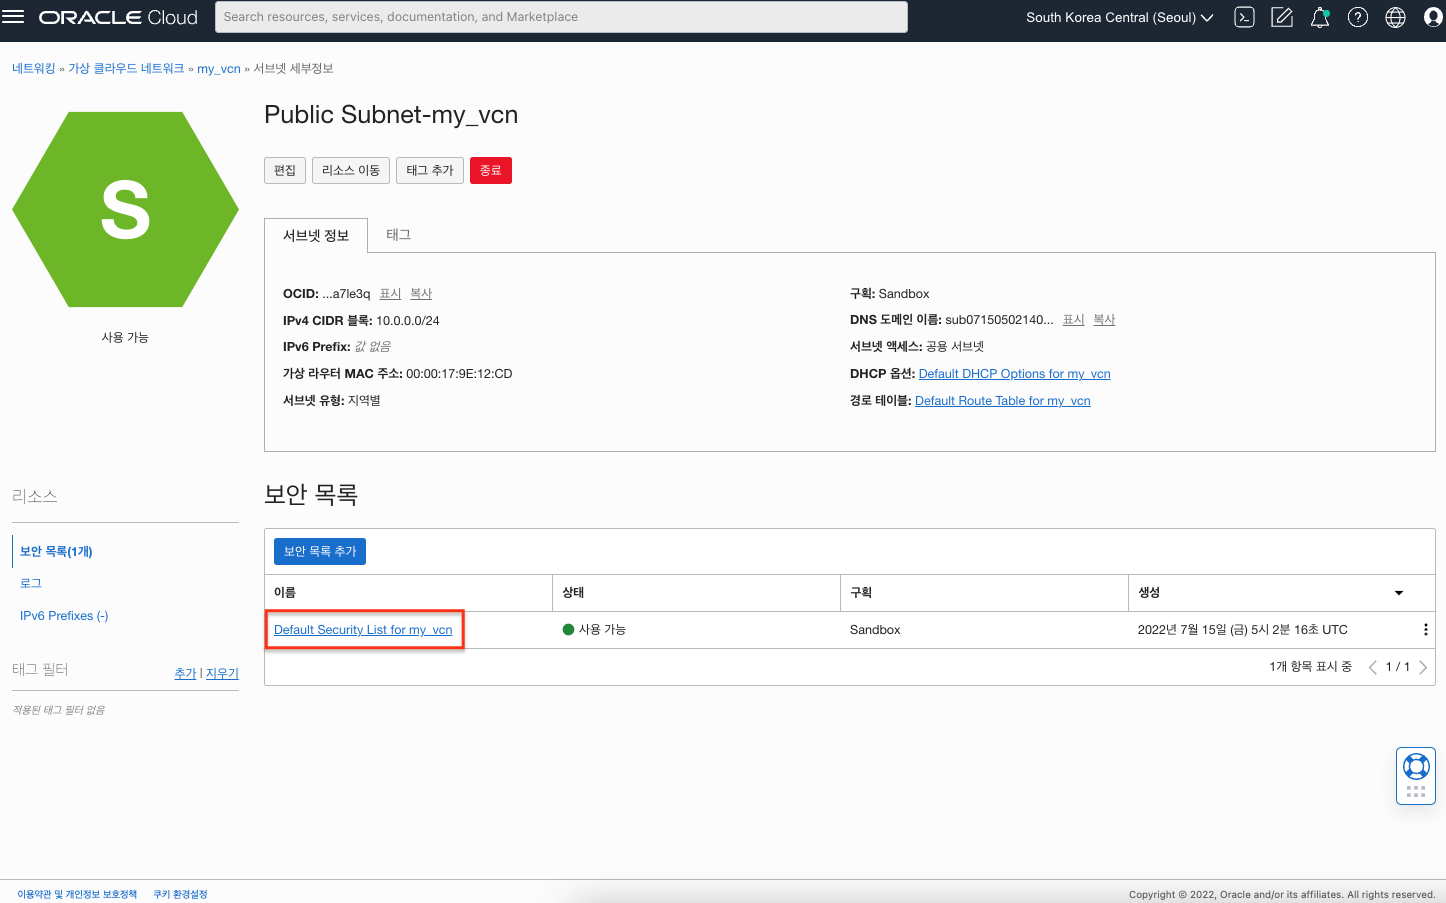 ORACLE Cloud
Search resources, services, documentation, and Marketplace
South Korea Central (Seoul)
네트워킹 » 가상 클라우드 네트워크 » my_vcn » 서브넷 세부정보
S
사용 가능
Public Subnet-my_vcn
편집 리소스 이동 태그 추가 종료
서브넷 정보 태그
OCID: ...a7le3q 표시 복사
IPv4 CIDR 블록: 10.0.0.0/24
IPv6 Prefix: 값 없음
가상 라우터 MAC 주소: 00:00:17:9E:12:CD
서브넷 유형: 지역별
구획: Sandbox
DNS 도메인 이름: sub07150502140... 표시 복사
서브넷 액세스: 공용 서브넷
DHCP 옵션: Default DHCP Options for my_vcn
경로 테이블: Default Route Table for my_vcn
리소스
보안 목록(1개)
로그
IPv6 Prefixes (-)
태그 필터 추가 | 지우기
적용된 태그 필터 없음
보안 목록
보안 목록 추가
이름 상태 구획 생성
Default Security List for my_vcn 사용 가능 Sandbox 2022년 7월 15일 (금) 5시 2분 16초 UTC
1개 항목 표시 중 1 / 1
이용약관 및 개인정보 보호정책 쿠키 환경설정
Copyright © 2022, Oracle and/or its affiliates. All rights reserved.